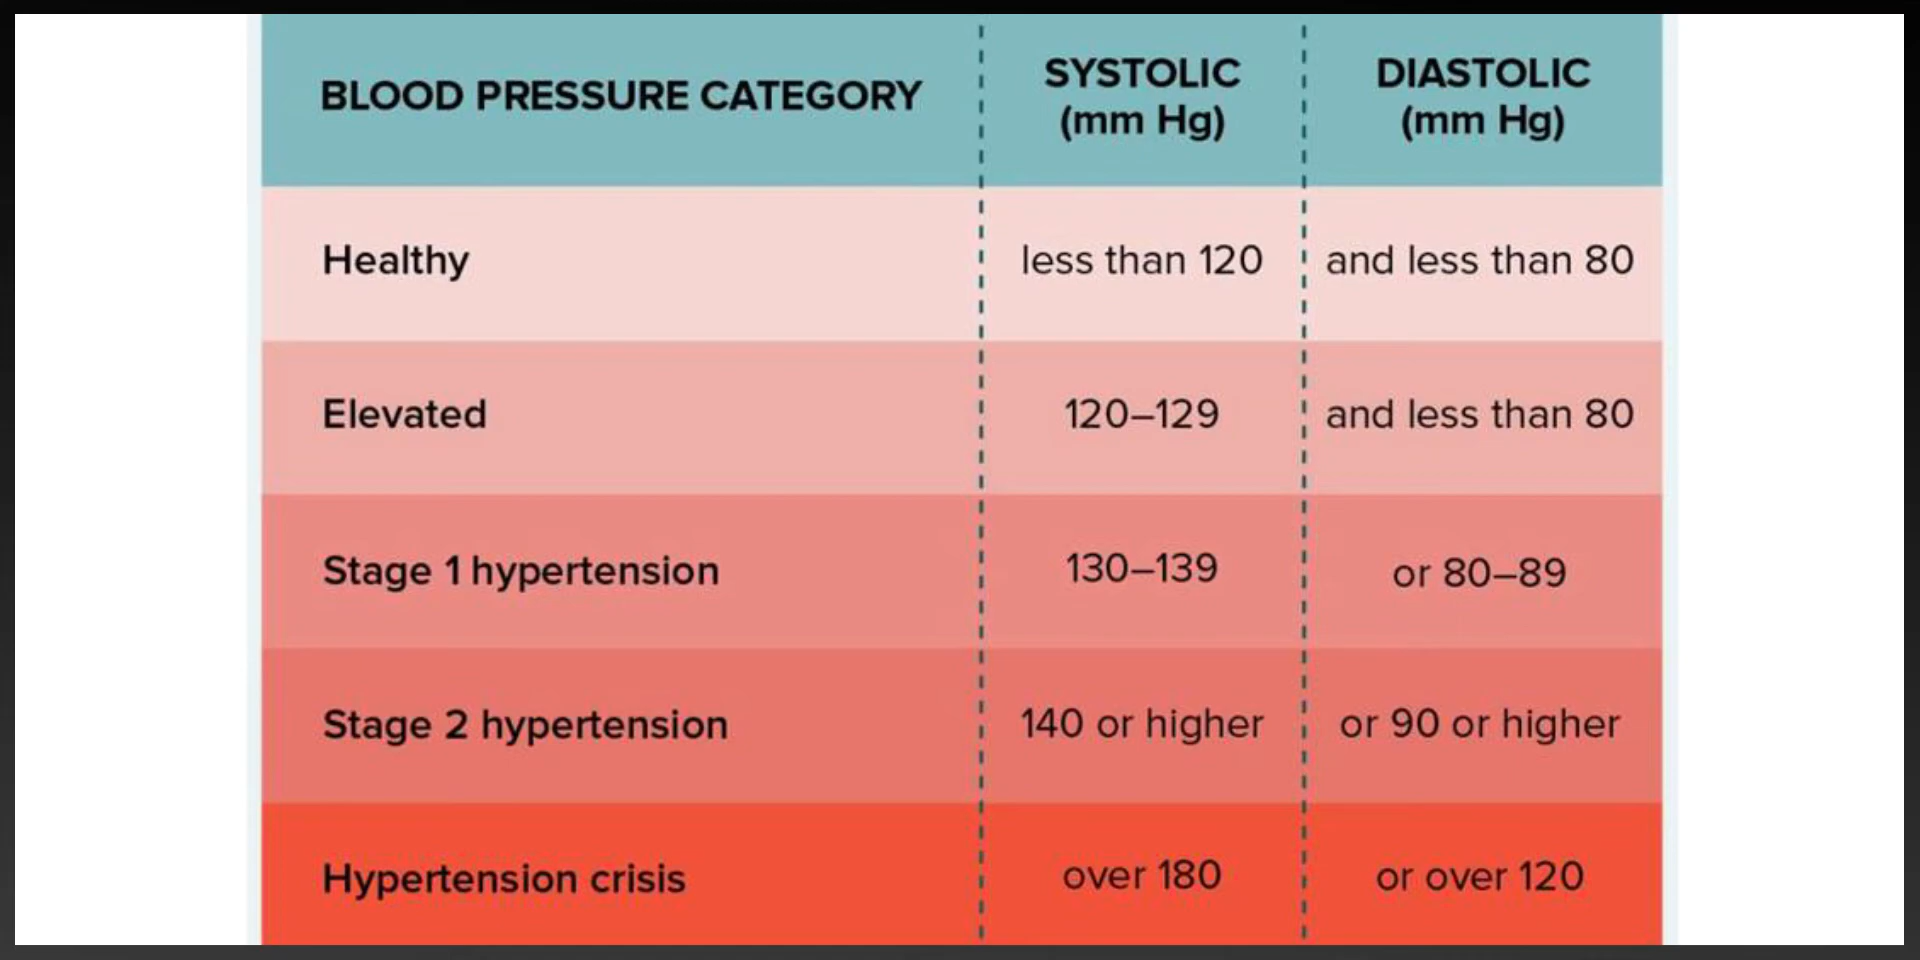 BLOOD PRESSURE CATEGORY
SYSTOLIC
(mm Hg)
DIASTOLIC
(mm Hg)
Healthy
less than 120
and less than 80
Elevated
120–129
and less than 80
Stage 1 hypertension
130–139
or 80–89
Stage 2 hypertension
140 or higher
or 90 or higher
Hypertension crisis
over 180
or over 120